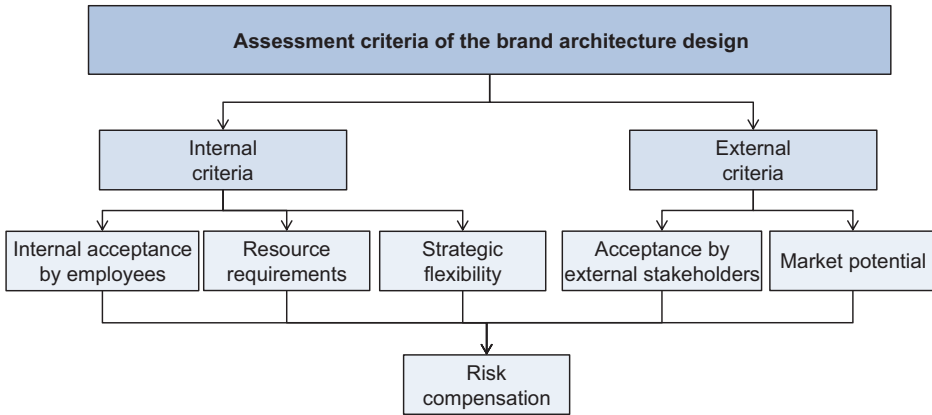 Assessment criteria of the brand architecture design
Internal
criteria
External
criteria
Internal acceptance
by employees
Resource
requirements
Strategic
flexibility
Acceptance by
external stakeholders
Market potential
Risk
compensation